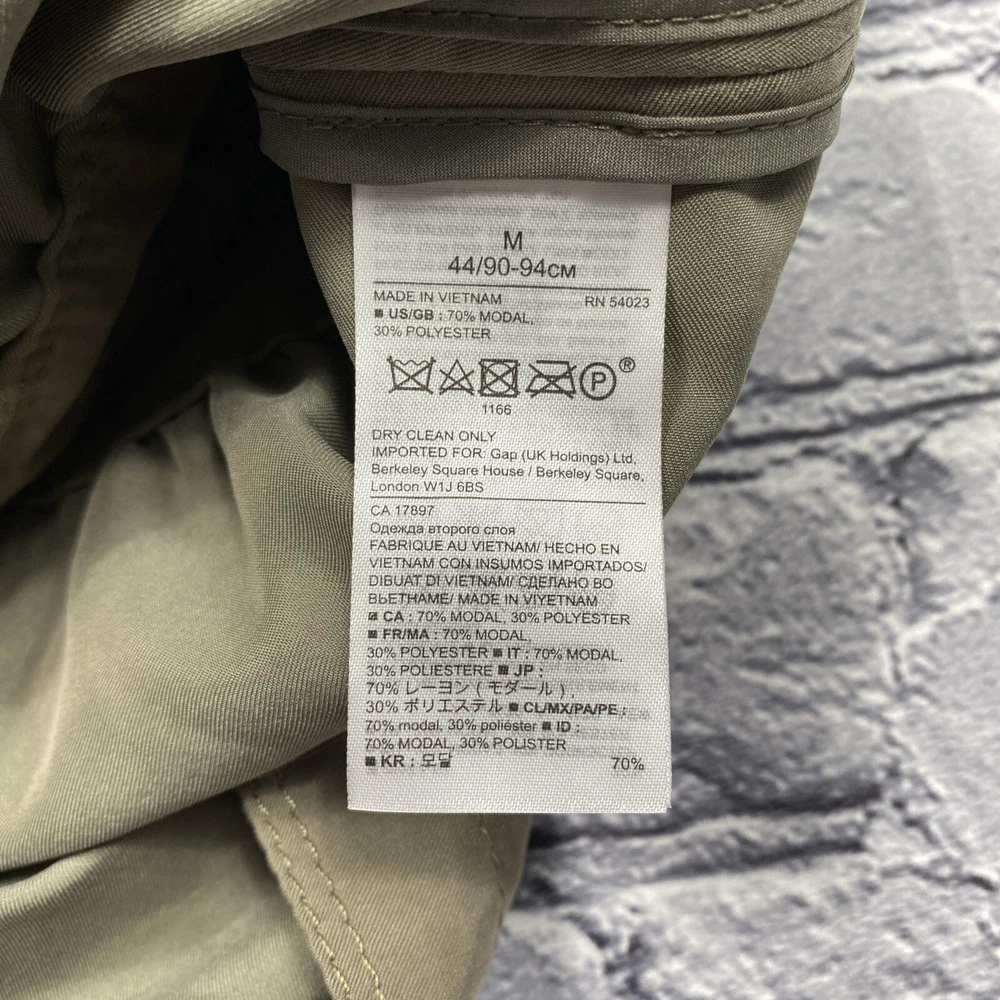 M
44/90-94СМ
MADE IN VIETNAM RN 54023
■ US/GB : 70% MODAL,
30% POLYESTER
P ®
1166
DRY CLEAN ONLY
IMPORTED FOR: Gap (UK Holdings) Ltd,
Berkeley Square House / Berkeley Square,
London W1J 6BS
CA 17897
Одежда второго слоя
FABRIQUE AU VIETNAM/ HECHO EN
VIETNAM CON INSUMOS IMPORTADOS/
DIBUAT DI VIETNAM/ СДЕЛАНО ВО
ВЬЕТНАМЕ/ MADE IN VIYETNAM
■ CA : 70% MODAL, 30% POLYESTER
■ FR/MA : 70% MODAL,
30% POLYESTER ■ IT : 70% MODAL,
30% POLIESTERE ■ JP :
70% レーヨン ( モダール ) ,
30% ポリエステル ■ CL/MX/PA/PE :
70% modal, 30% poliéster ■ ID :
70% MODAL, 30% POLISTER
■ KR : 모달 70%